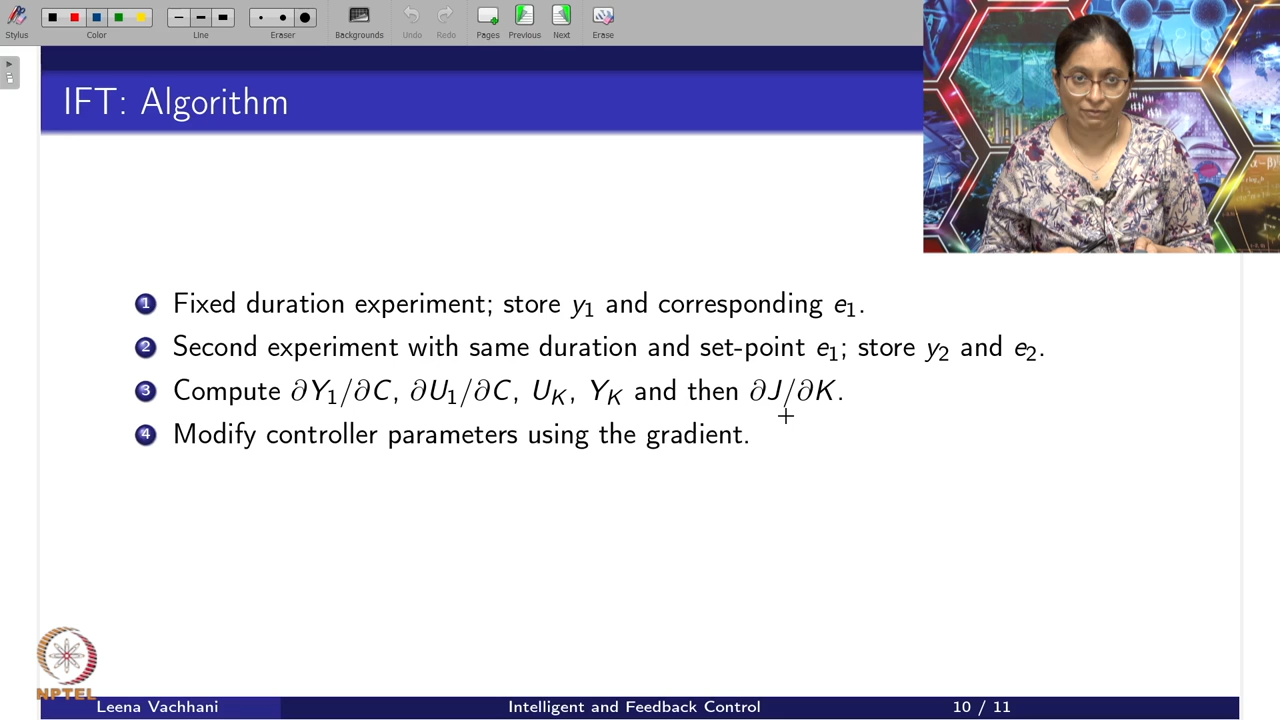 Stylus
Color
Line
Eraser
Backgrounds
Undo
Redo
Pages
Previous
Next
Erase
IFT: Algorithm
1 Fixed duration experiment; store y₁ and corresponding e₁.
2 Second experiment with same duration and set-point e₁; store y₂ and e₂.
3 Compute ∂Y₁/∂C, ∂U₁/∂C, U_K, Y_K and then ∂J/∂K.
4 Modify controller parameters using the gradient.
NPTEL
Leena Vachhani
Intelligent and Feedback Control
10 / 11